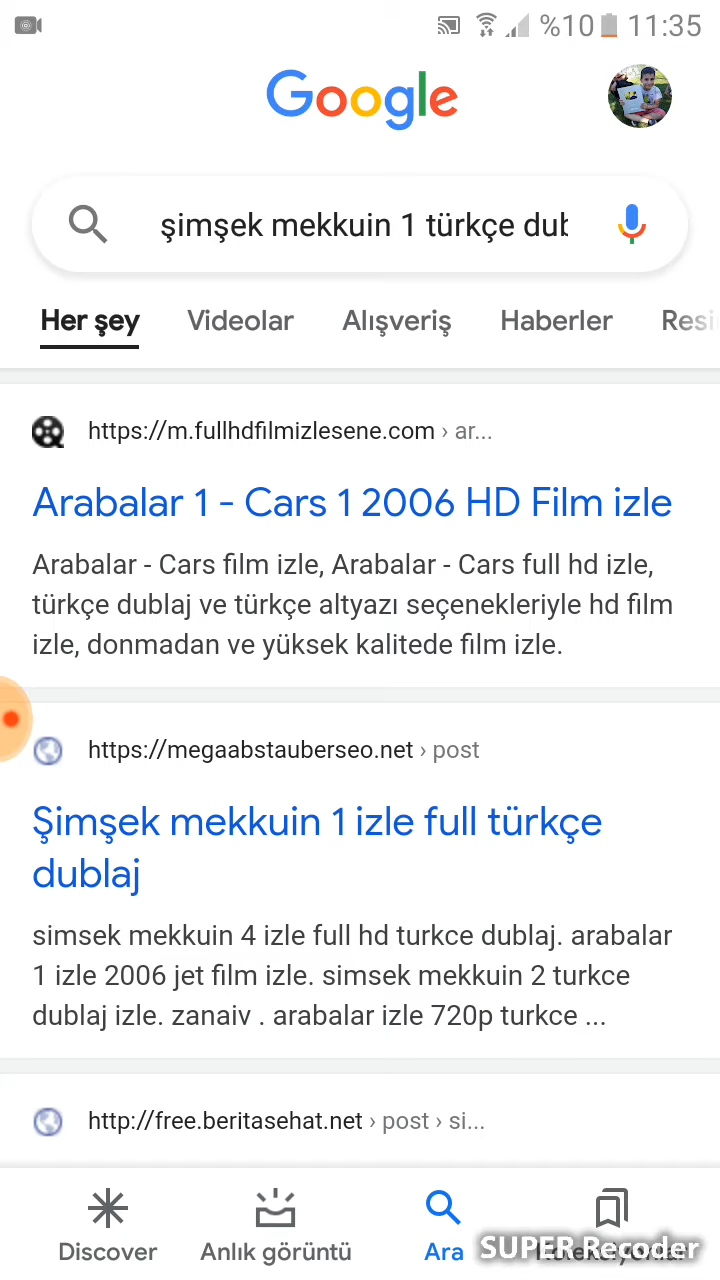 %10 11:35
Google
şimşek mekkuin 1 türkçe dub
Her şey Videolar Alışveriş Haberler Resi
https://m.fullhdfilmizlesene.com › ar...
Arabalar 1 - Cars 1 2006 HD Film izle
Arabalar - Cars film izle, Arabalar - Cars full hd izle,
türkçe dublaj ve türkçe altyazı seçenekleriyle hd film
izle, donmadan ve yüksek kalitede film izle.
https://megaabstauberseo.net › post
Şimşek mekkuin 1 izle full türkçe
dublaj
simsek mekkuin 4 izle full hd turkce dublaj. arabalar
1 izle 2006 jet film izle. simsek mekkuin 2 turkce
dublaj izle. zanaiv . arabalar izle 720p turkce ...
http://free.beritasehat.net › post › si...
Discover Anlık görüntü Ara
SUPER Recoder